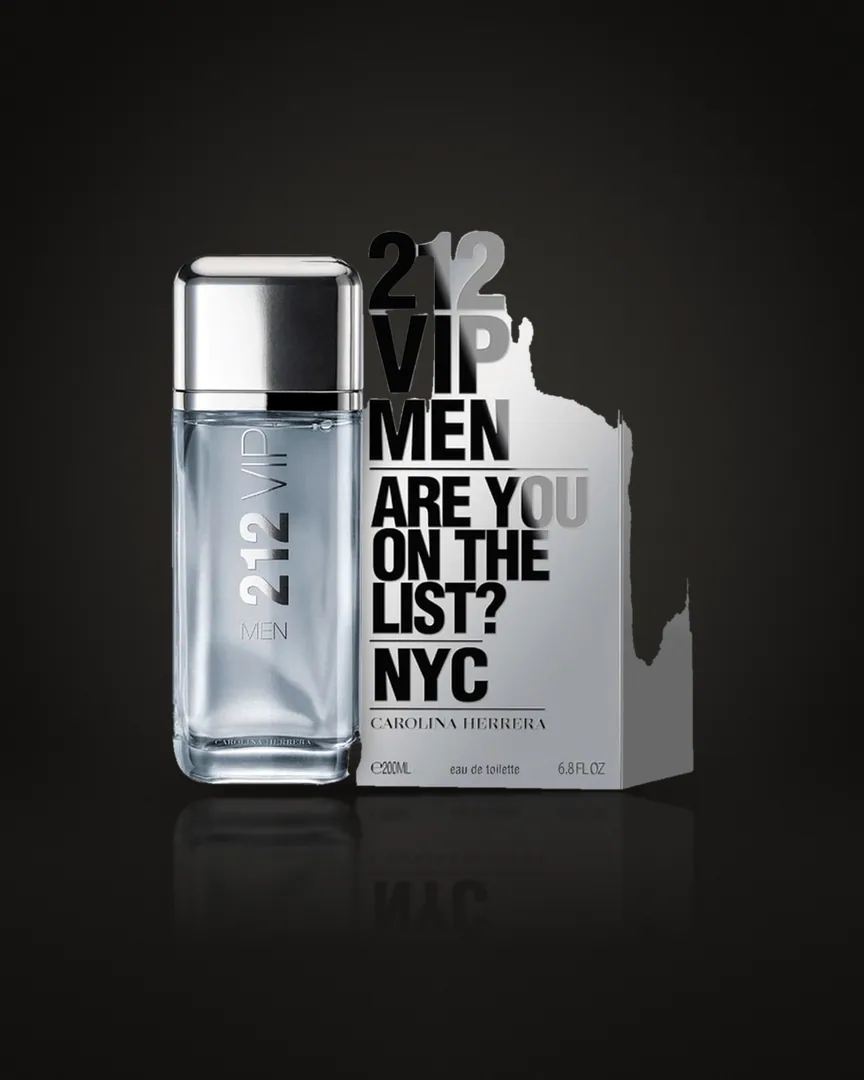 212 VIP
MEN
CAROLINA HERRERA
212
VIP
MEN
ARE YOU
ON THE
LIST?
NYC
CAROLINA HERRERA
℮200ML eau de toilette 6.8 FL OZ